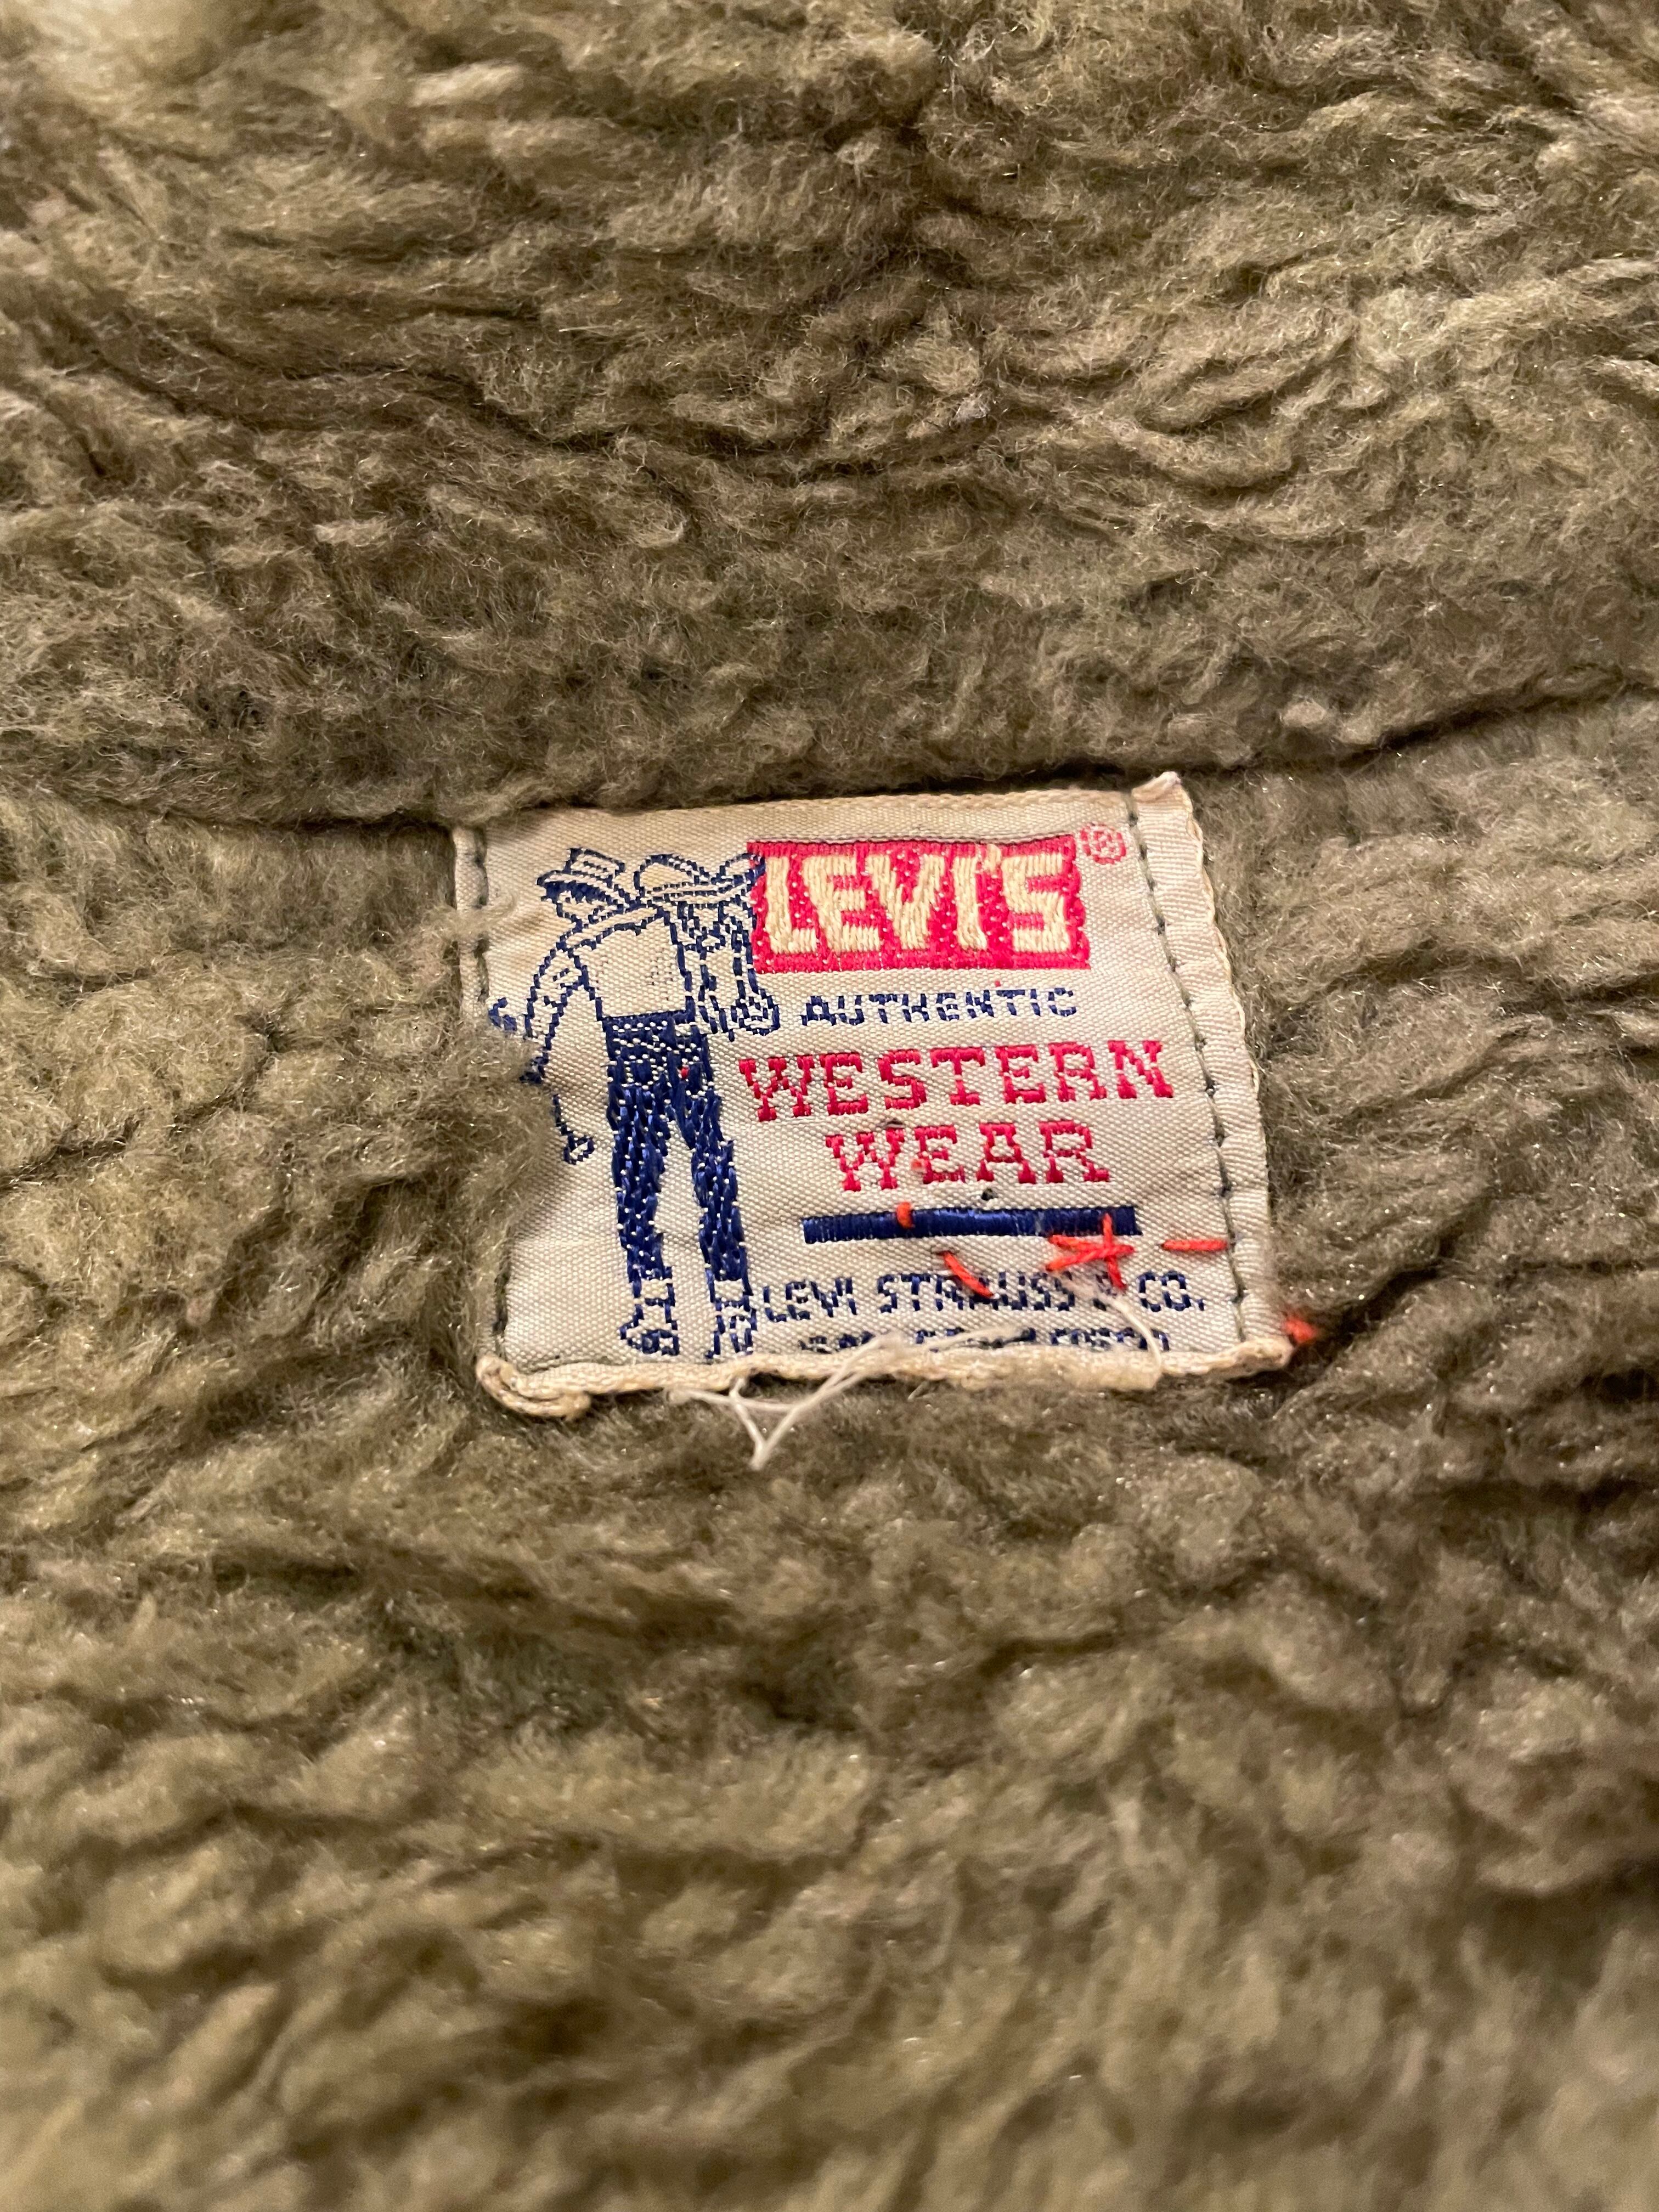 LEVI'S®
AUTHENTIC
WESTERN
WEAR
LEVI STRAUSS & CO.